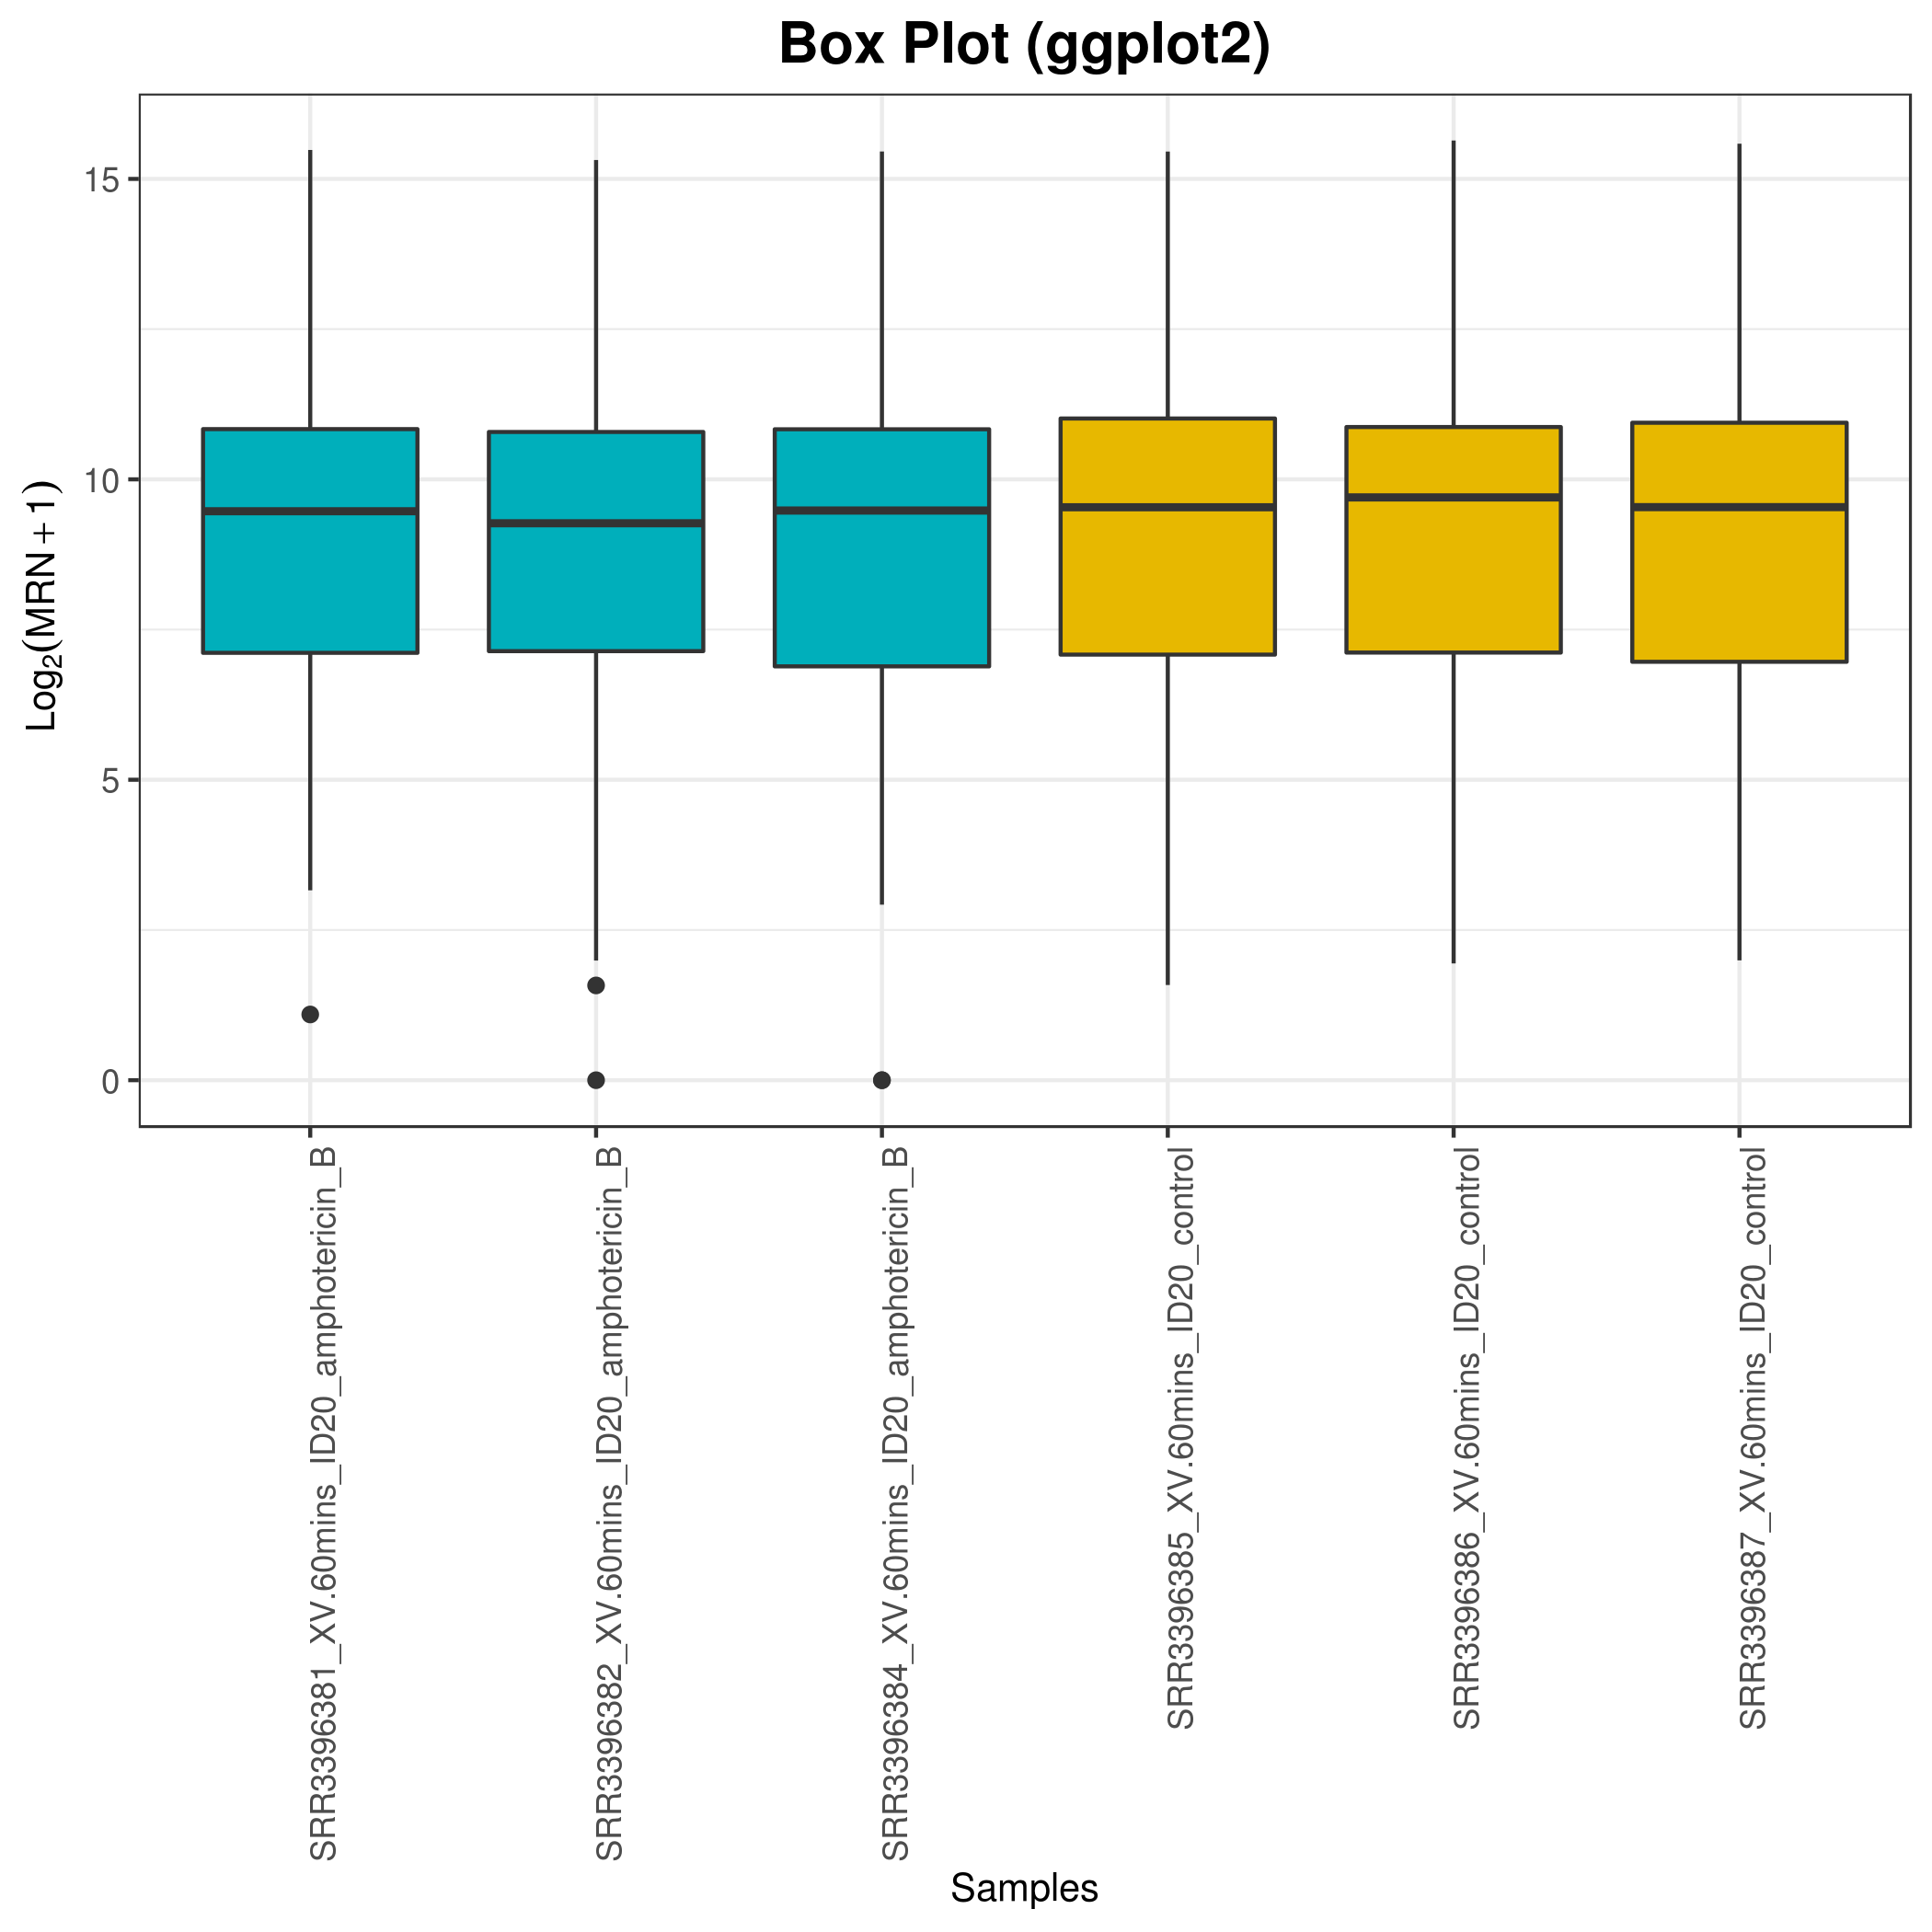 Box Plot (ggplot2)
Log₂(MRN + 1)
15
10
5
0
SRR3396381_XV.60mins_ID20_amphotericin_B
SRR3396382_XV.60mins_ID20_amphotericin_B
SRR3396384_XV.60mins_ID20_amphotericin_B
SRR3396385_XV.60mins_ID20_control
SRR3396386_XV.60mins_ID20_control
SRR3396387_XV.60mins_ID20_control
Samples